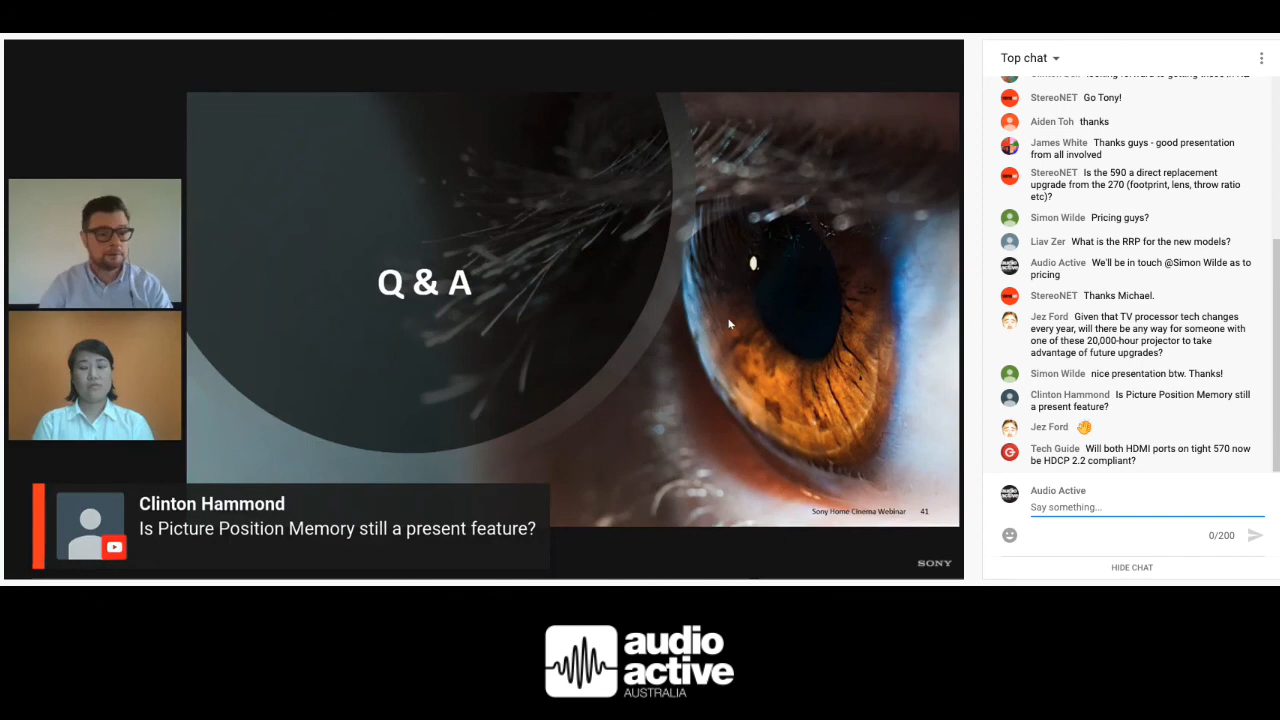 Q & A
Sony Home Cinema Webinar 41
Clinton Hammond
Is Picture Position Memory still a present feature?
SONY
Top chat
StereoNET Go Tony!
Aiden Toh thanks
James White Thanks guys - good presentation
from all involved
StereoNET Is the 590 a direct replacement
upgrade from the 270 (footprint, lens, throw ratio
etc)?
Simon Wilde Pricing guys?
Liav Zer What is the RRP for the new models?
Audio Active We'll be in touch @Simon Wilde as to
pricing
StereoNET Thanks Michael.
Jez Ford Given that TV processor tech changes
every year, will there be any way for someone with
one of these 20,000-hour projector to take
advantage of future upgrades?
Simon Wilde nice presentation btw. Thanks!
Clinton Hammond Is Picture Position Memory still
a present feature?
Jez Ford
Tech Guide Will both HDMI ports on tight 570 now
be HDCP 2.2 compliant?
Audio Active
Say something...
0/200
HIDE CHAT
audio
active
AUSTRALIA